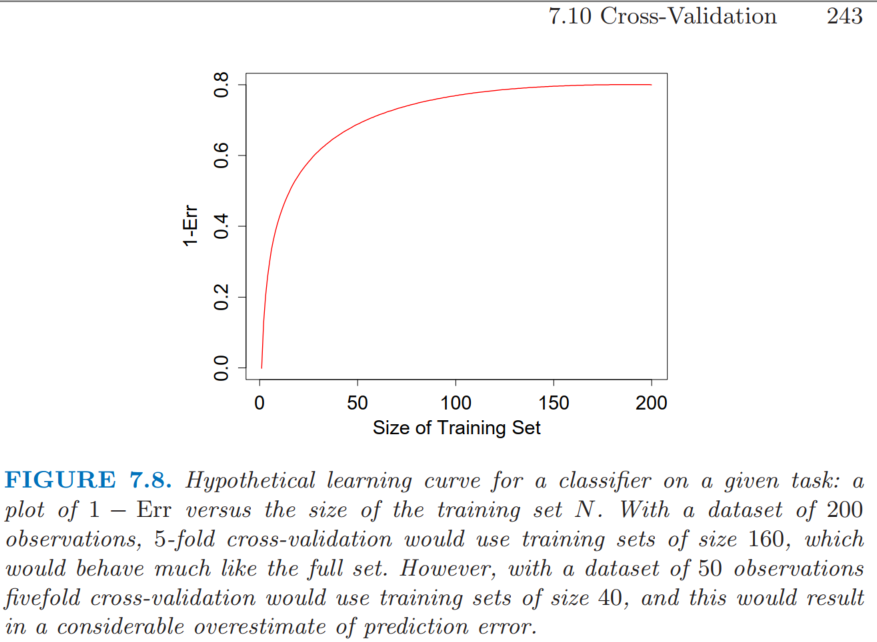 7.10 Cross-Validation 243
0.8
0.6
0.4
0.2
0.0
1-Err
0 50 100 150 200
Size of Training Set
FIGURE 7.8. Hypothetical learning curve for a classifier on a given task: a
plot of 1 − Err versus the size of the training set N. With a dataset of 200
observations, 5-fold cross-validation would use training sets of size 160, which
would behave much like the full set. However, with a dataset of 50 observations
fivefold cross-validation would use training sets of size 40, and this would result
in a considerable overestimate of prediction error.